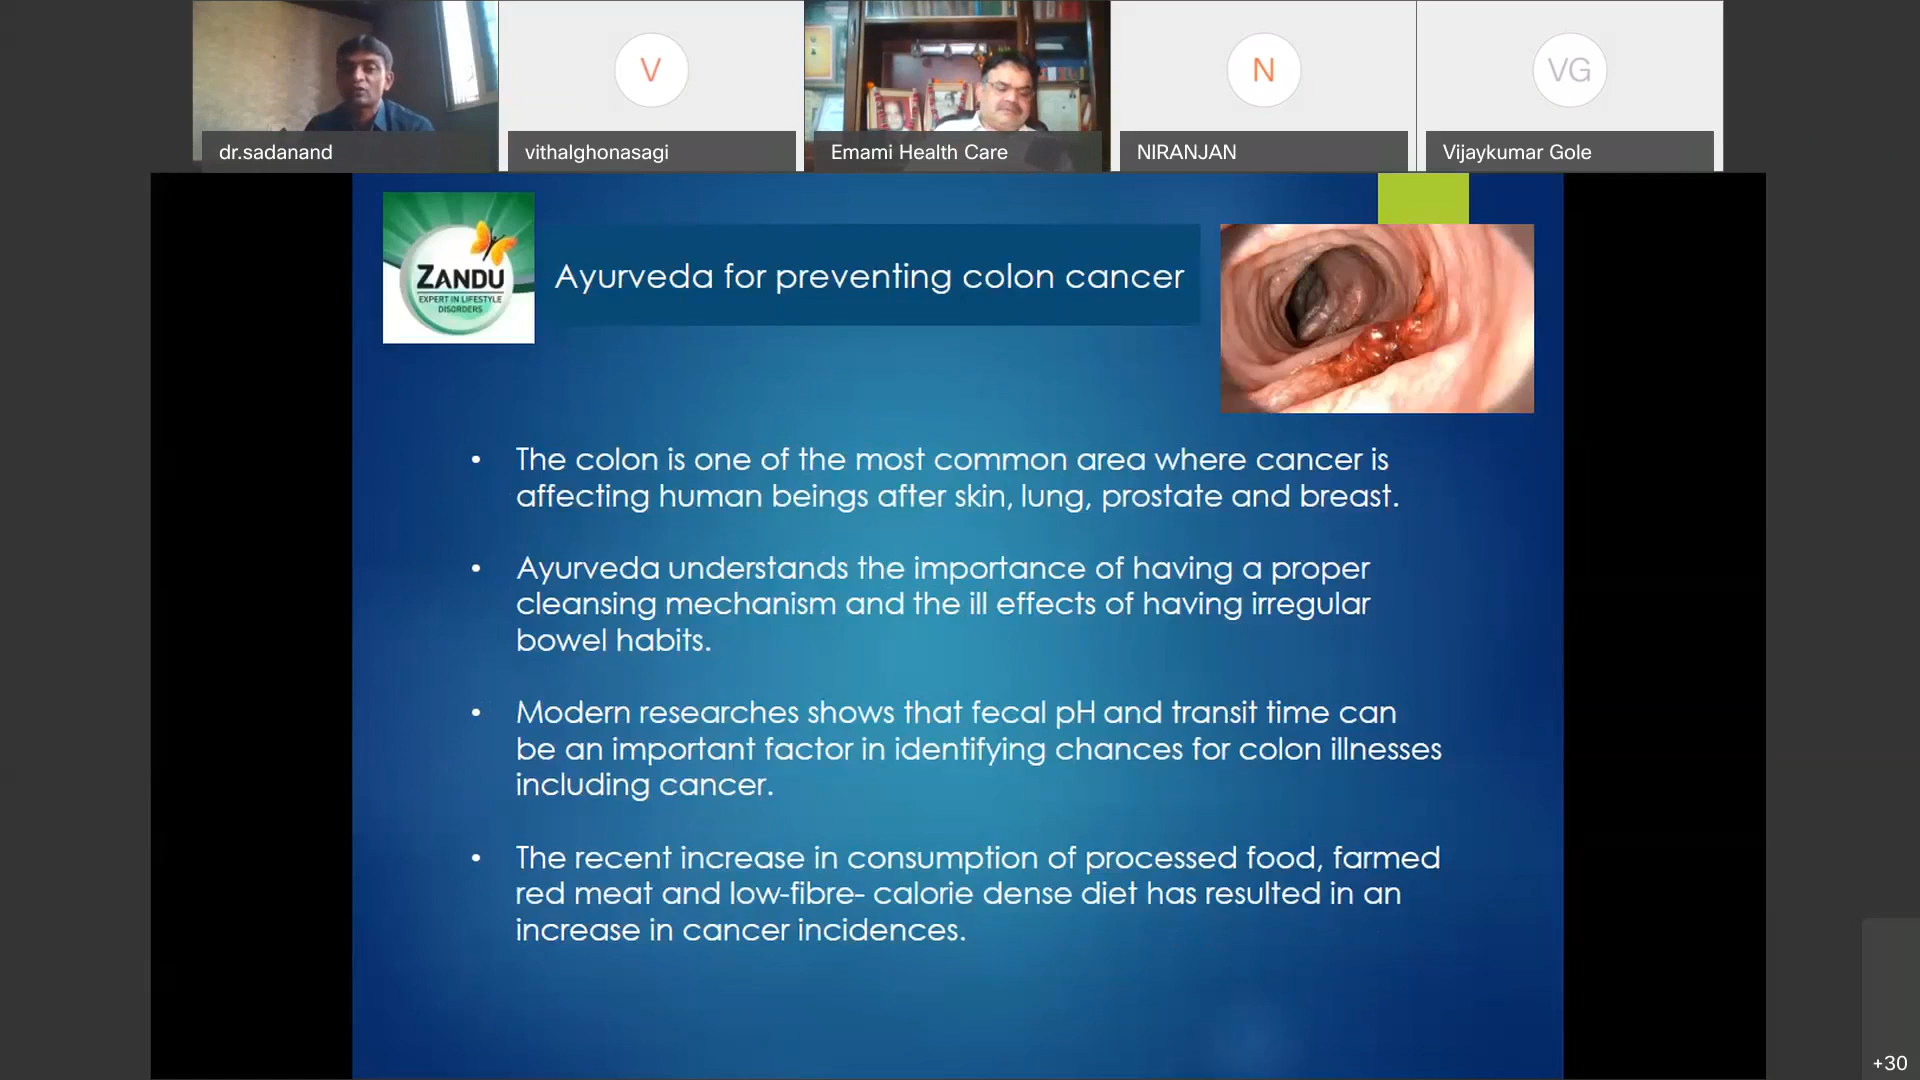 V
N
VG
dr.sadanand
vithalghonasagi
Emami Health Care
NIRANJAN
Vijaykumar Gole
ZANDU
EXPERT IN LIFESTYLE
DISORDERS
Ayurveda for preventing colon cancer
• The colon is one of the most common area where cancer is
affecting human beings after skin, lung, prostate and breast.
• Ayurveda understands the importance of having a proper
cleansing mechanism and the ill effects of having irregular
bowel habits.
• Modern researches shows that fecal pH and transit time can
be an important factor in identifying chances for colon illnesses
including cancer.
• The recent increase in consumption of processed food, farmed
red meat and low-fibre- calorie dense diet has resulted in an
increase in cancer incidences.
+30